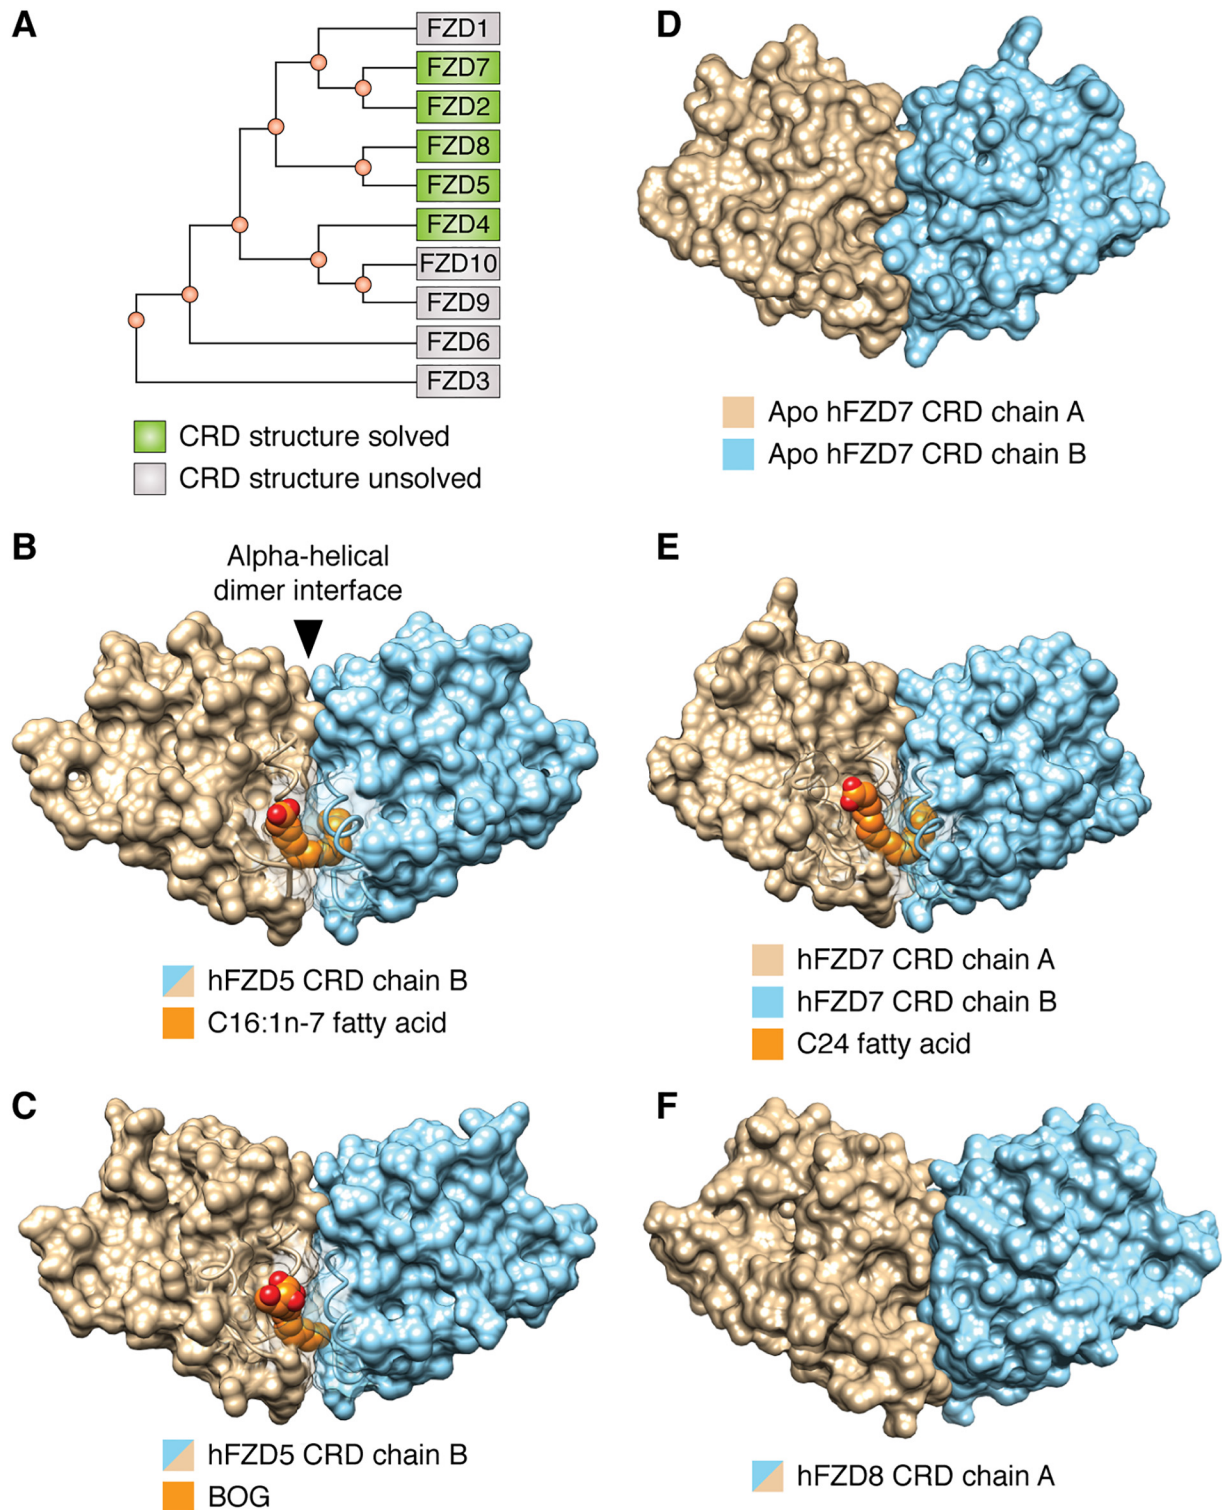 A
FZD1
FZD7
FZD2
FZD8
FZD5
FZD4
FZD10
FZD9
FZD6
FZD3
CRD structure solved
CRD structure unsolved
B
Alpha-helical
dimer interface
hFZD5 CRD chain B
C16:1n-7 fatty acid
C
hFZD5 CRD chain B
BOG
D
Apo hFZD7 CRD chain A
Apo hFZD7 CRD chain B
E
hFZD7 CRD chain A
hFZD7 CRD chain B
C24 fatty acid
F
hFZD8 CRD chain A